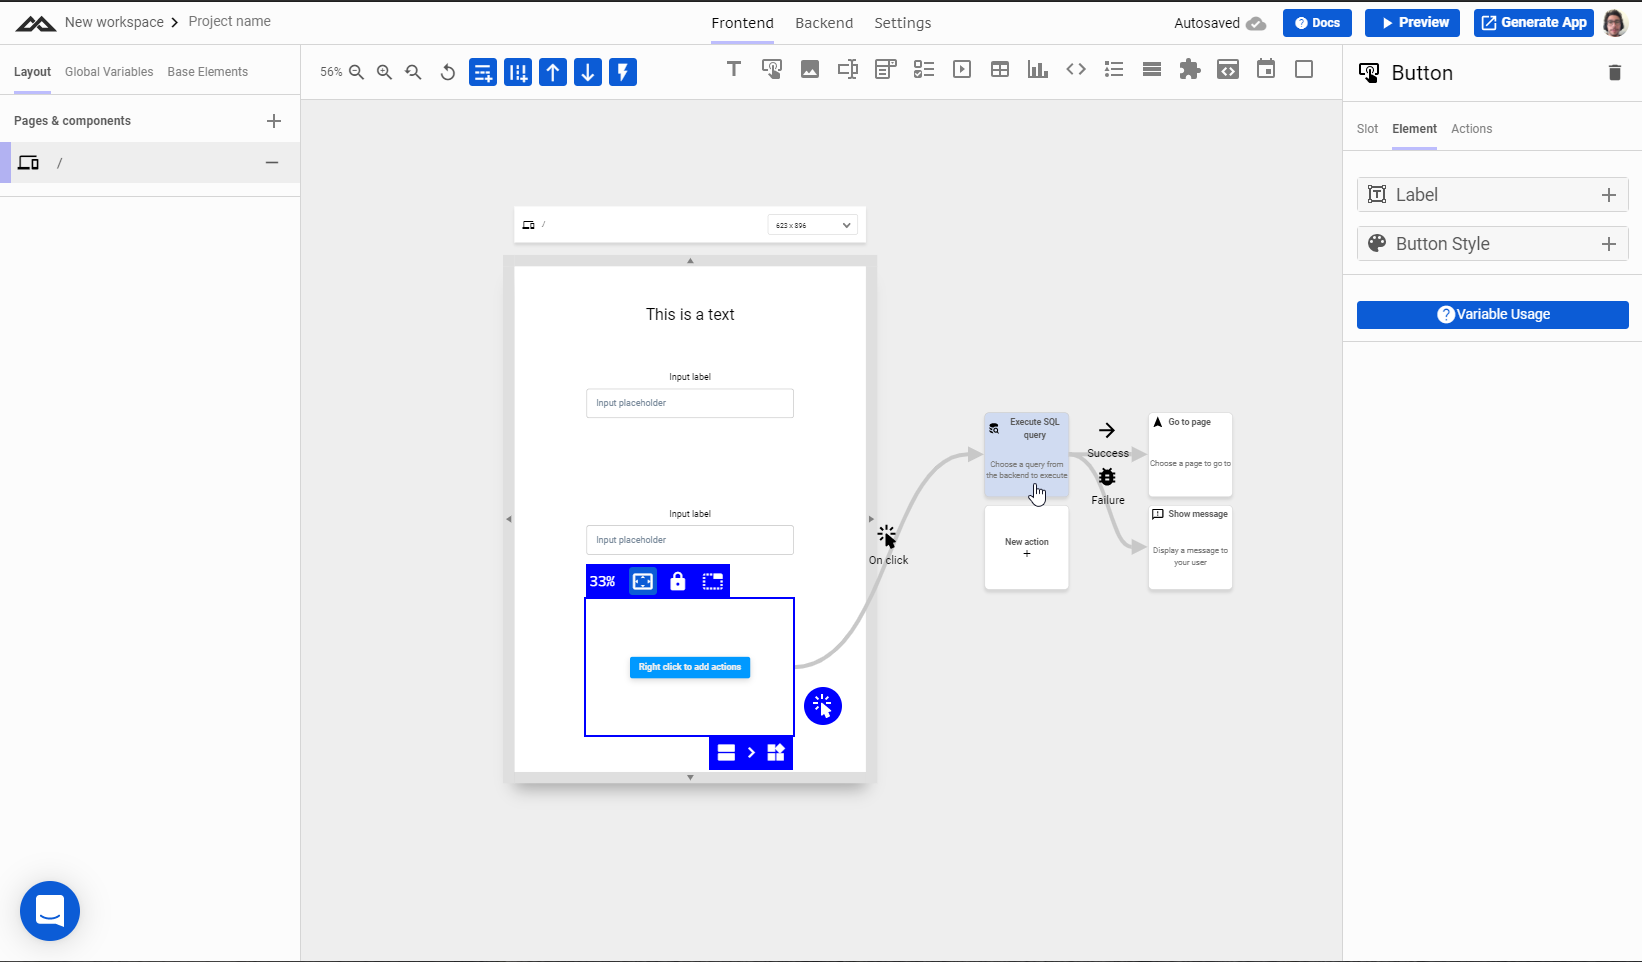 New workspace
Project name
Frontend
Backend
Settings
Autosaved
Docs
Preview
Generate App
Layout
Global Variables
Base Elements
56%
Button
Pages & components
/
Slot
Element
Actions
Label
Button Style
Variable Usage
/
623 x 896
This is a text
Input label
Input placeholder
Input label
Input placeholder
33%
Right click to add actions
On click
Execute SQL
query
Choose a query from
the backend to execute
New action
+
Success
Failure
Go to page
Choose a page to go to
Show message
Display a message to
your user